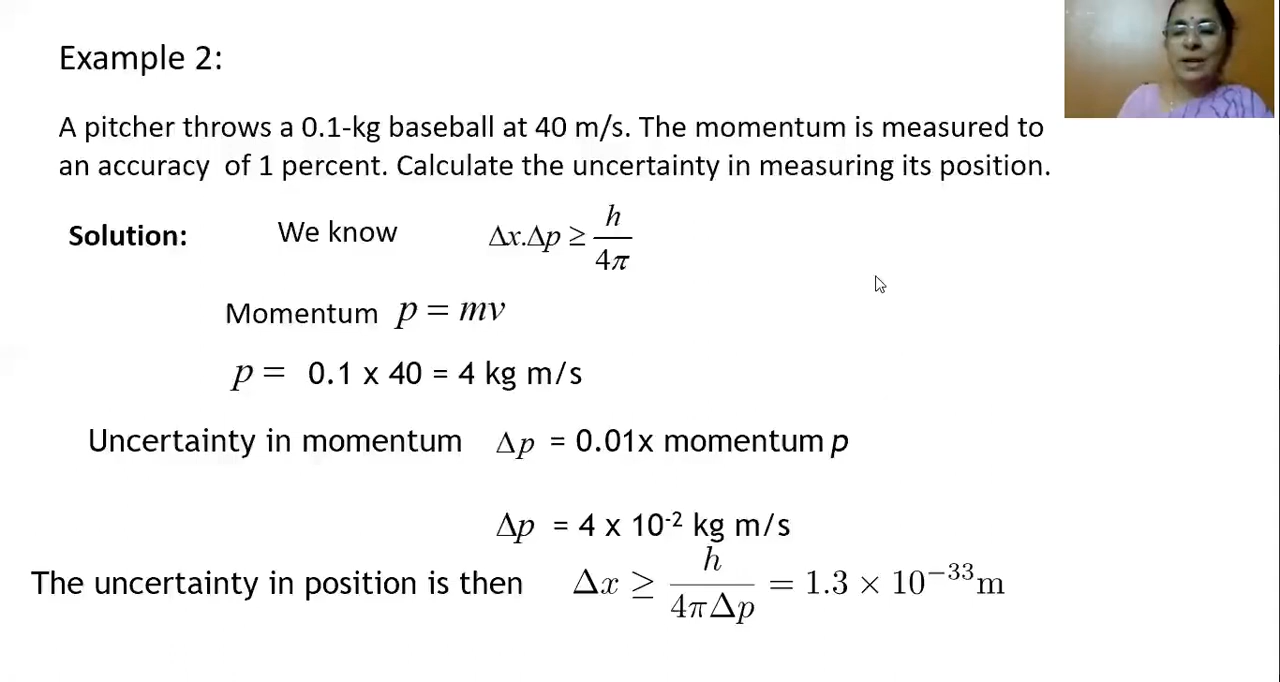 Example 2:
A pitcher throws a 0.1-kg baseball at 40 m/s. The momentum is measured to
an accuracy of 1 percent. Calculate the uncertainty in measuring its position.
Solution: We know Δx.Δp ≥ h/4π
Momentum p = mv
p = 0.1 x 40 = 4 kg m/s
Uncertainty in momentum Δp = 0.01x momentum p
Δp = 4 x 10⁻² kg m/s
The uncertainty in position is then Δx ≥ h/4πΔp = 1.3 × 10⁻³³m